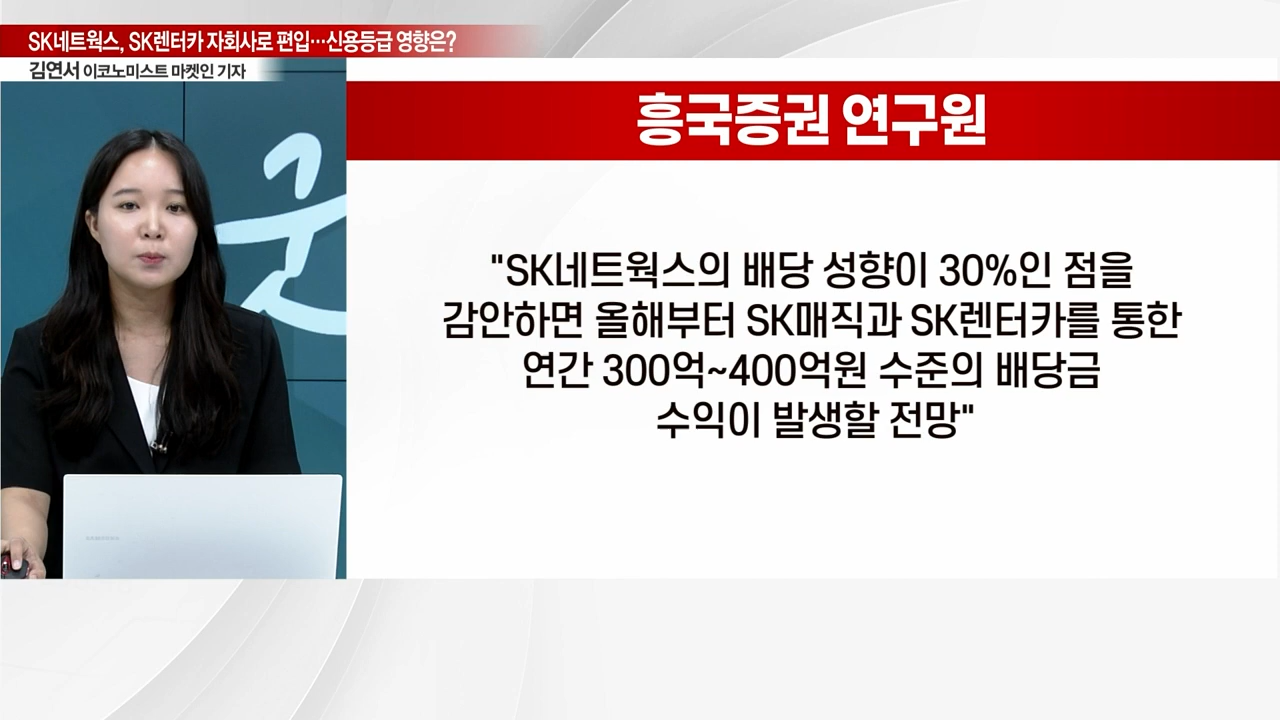 SK네트웍스, SK렌터카 자회사로 편입…신용등급 영향은?
김연서 이코노미스트 마켓인 기자
흥국증권 연구원
"SK네트웍스의 배당 성향이 30%인 점을
감안하면 올해부터 SK매직과 SK렌터카를 통한
연간 300억~400억원 수준의 배당금
수익이 발생할 전망"
SAMSUNG